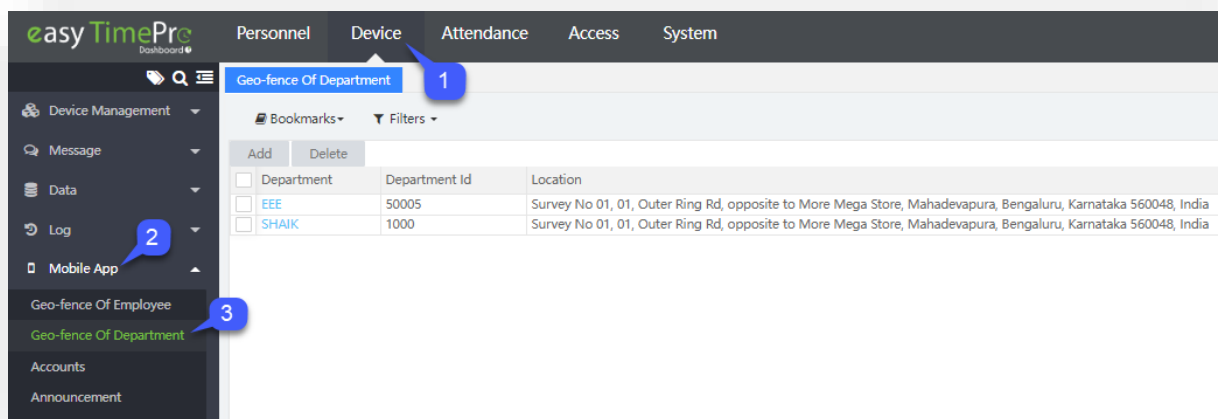 easy TimePro
Dashboard
Personnel Device Attendance Access System
1
Geo-fence Of Department
Device Management
Message
Data
Log
2
Mobile App
Geo-fence Of Employee
3
Geo-fence Of Department
Accounts
Announcement
Bookmarks Filters
Add Delete
Department Department Id Location
EEE 50005 Survey No 01, 01, Outer Ring Rd, opposite to More Mega Store, Mahadevapura, Bengaluru, Karnataka 560048, India
SHAIK 1000 Survey No 01, 01, Outer Ring Rd, opposite to More Mega Store, Mahadevapura, Bengaluru, Karnataka 560048, India